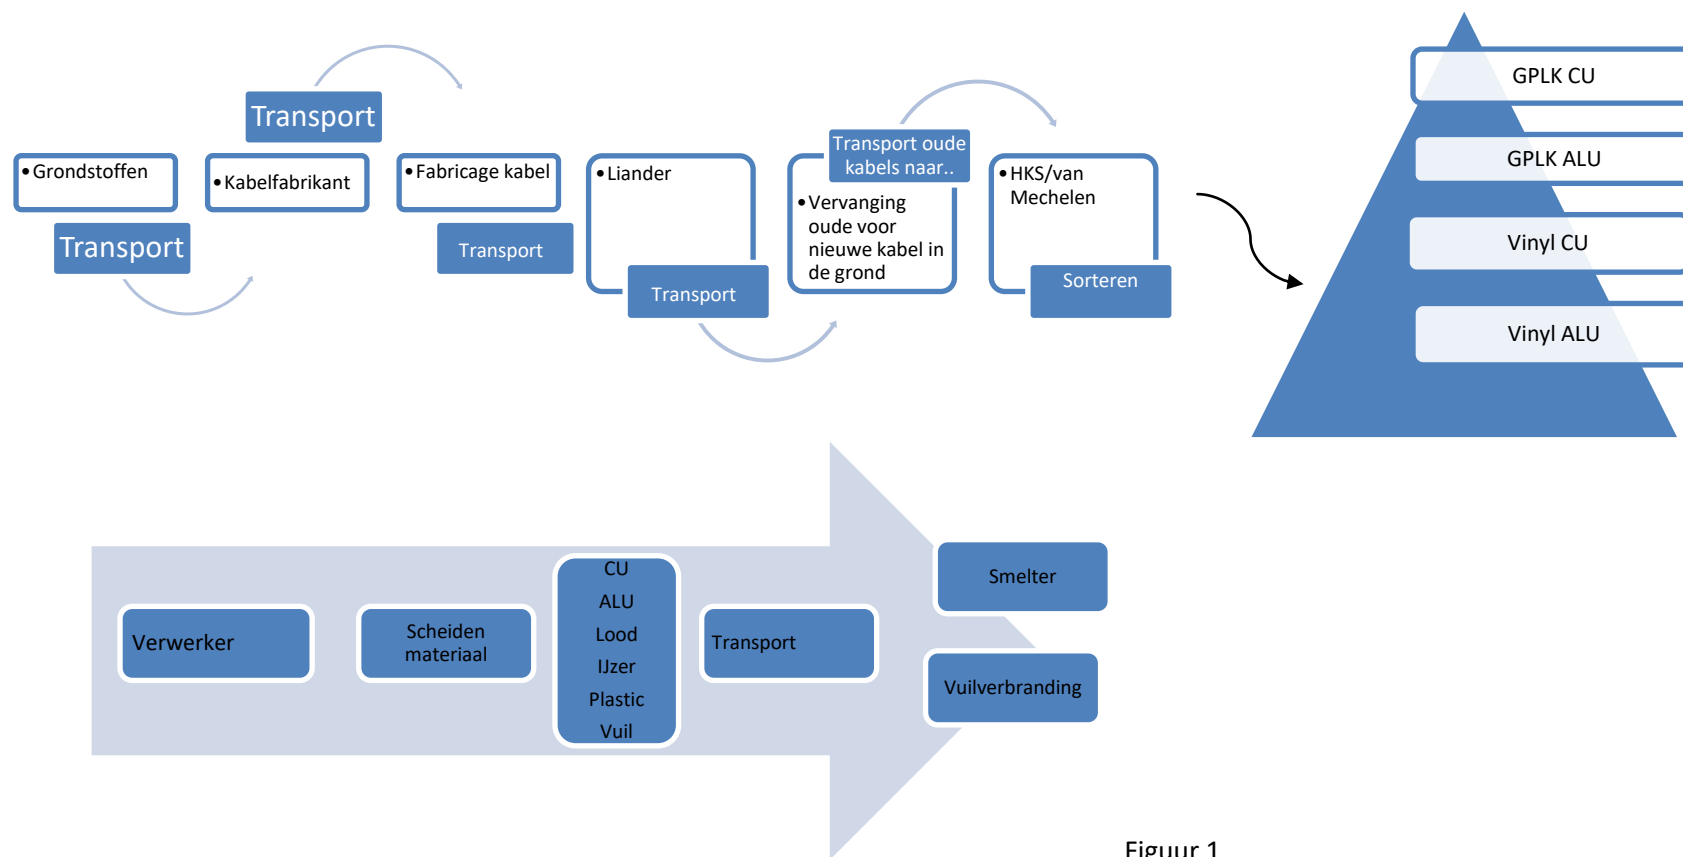 Transport
• Grondstoffen
• Kabelfabrikant
• Fabricage kabel
Transport
Transport
• Liander
Transport
Transport oude
kabels naar..
• Vervanging
oude voor
nieuwe kabel in
de grond
• HKS/van
Mechelen
Sorteren
GPLK CU
GPLK ALU
Vinyl CU
Vinyl ALU
Verwerker
Scheiden
materiaal
CU
ALU
Lood
IJzer
Plastic
Vuil
Transport
Smelter
Vuilverbranding
Figuur 1